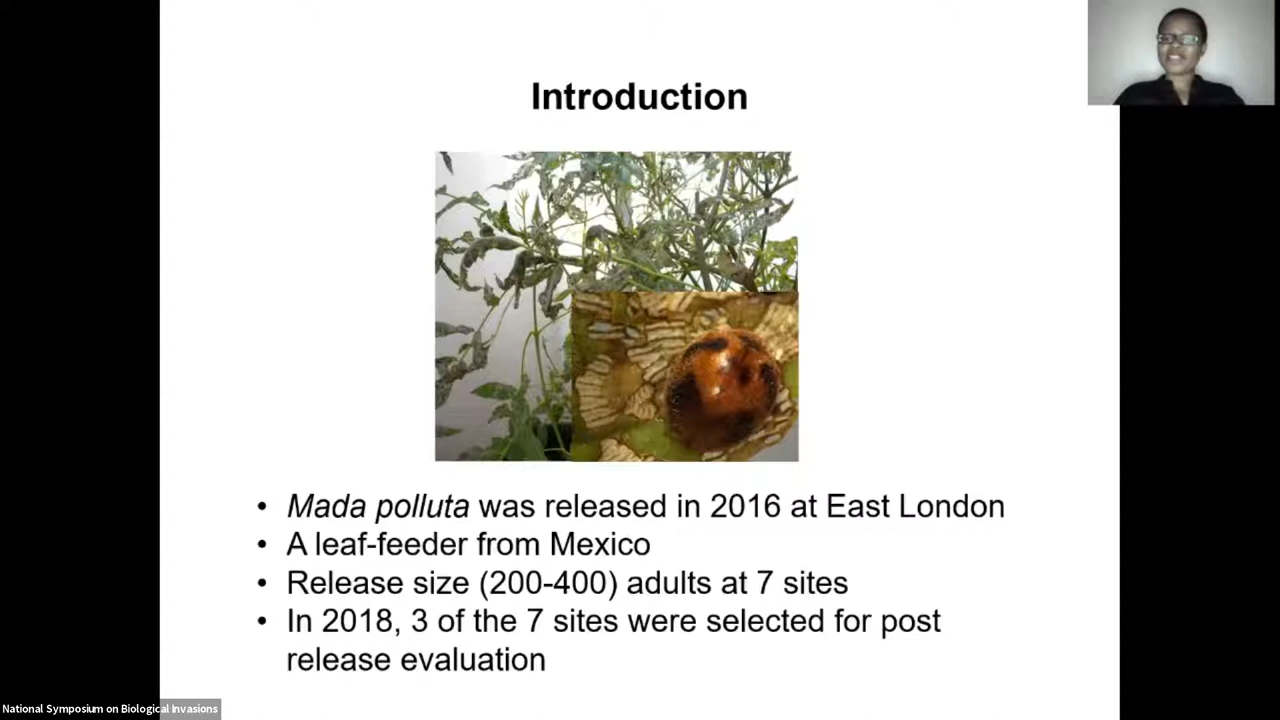 Introduction
• Mada polluta was released in 2016 at East London
• A leaf-feeder from Mexico
• Release size (200-400) adults at 7 sites
• In 2018, 3 of the 7 sites were selected for post
release evaluation
National Symposium on Biological Invasions